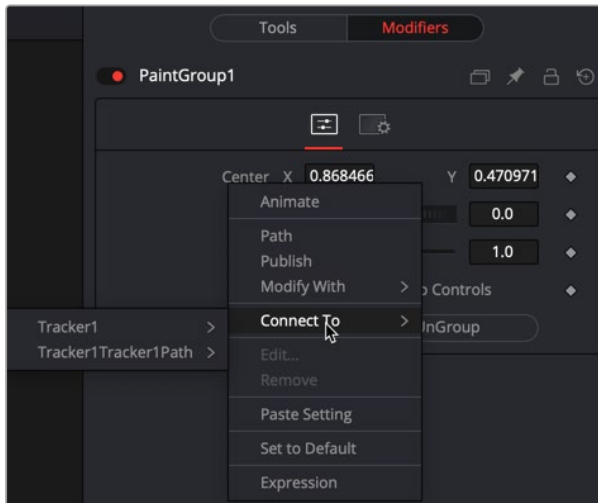 Tools Modifiers
PaintGroup1
Center X 0.868466 Y 0.470971
Animate
0.0
Path
Publish
1.0
Modify With >
Controls
Connect To >
UnGroup
Tracker1 >
Tracker1Tracker1Path >
Edit...
Remove
Paste Setting
Set to Default
Expression